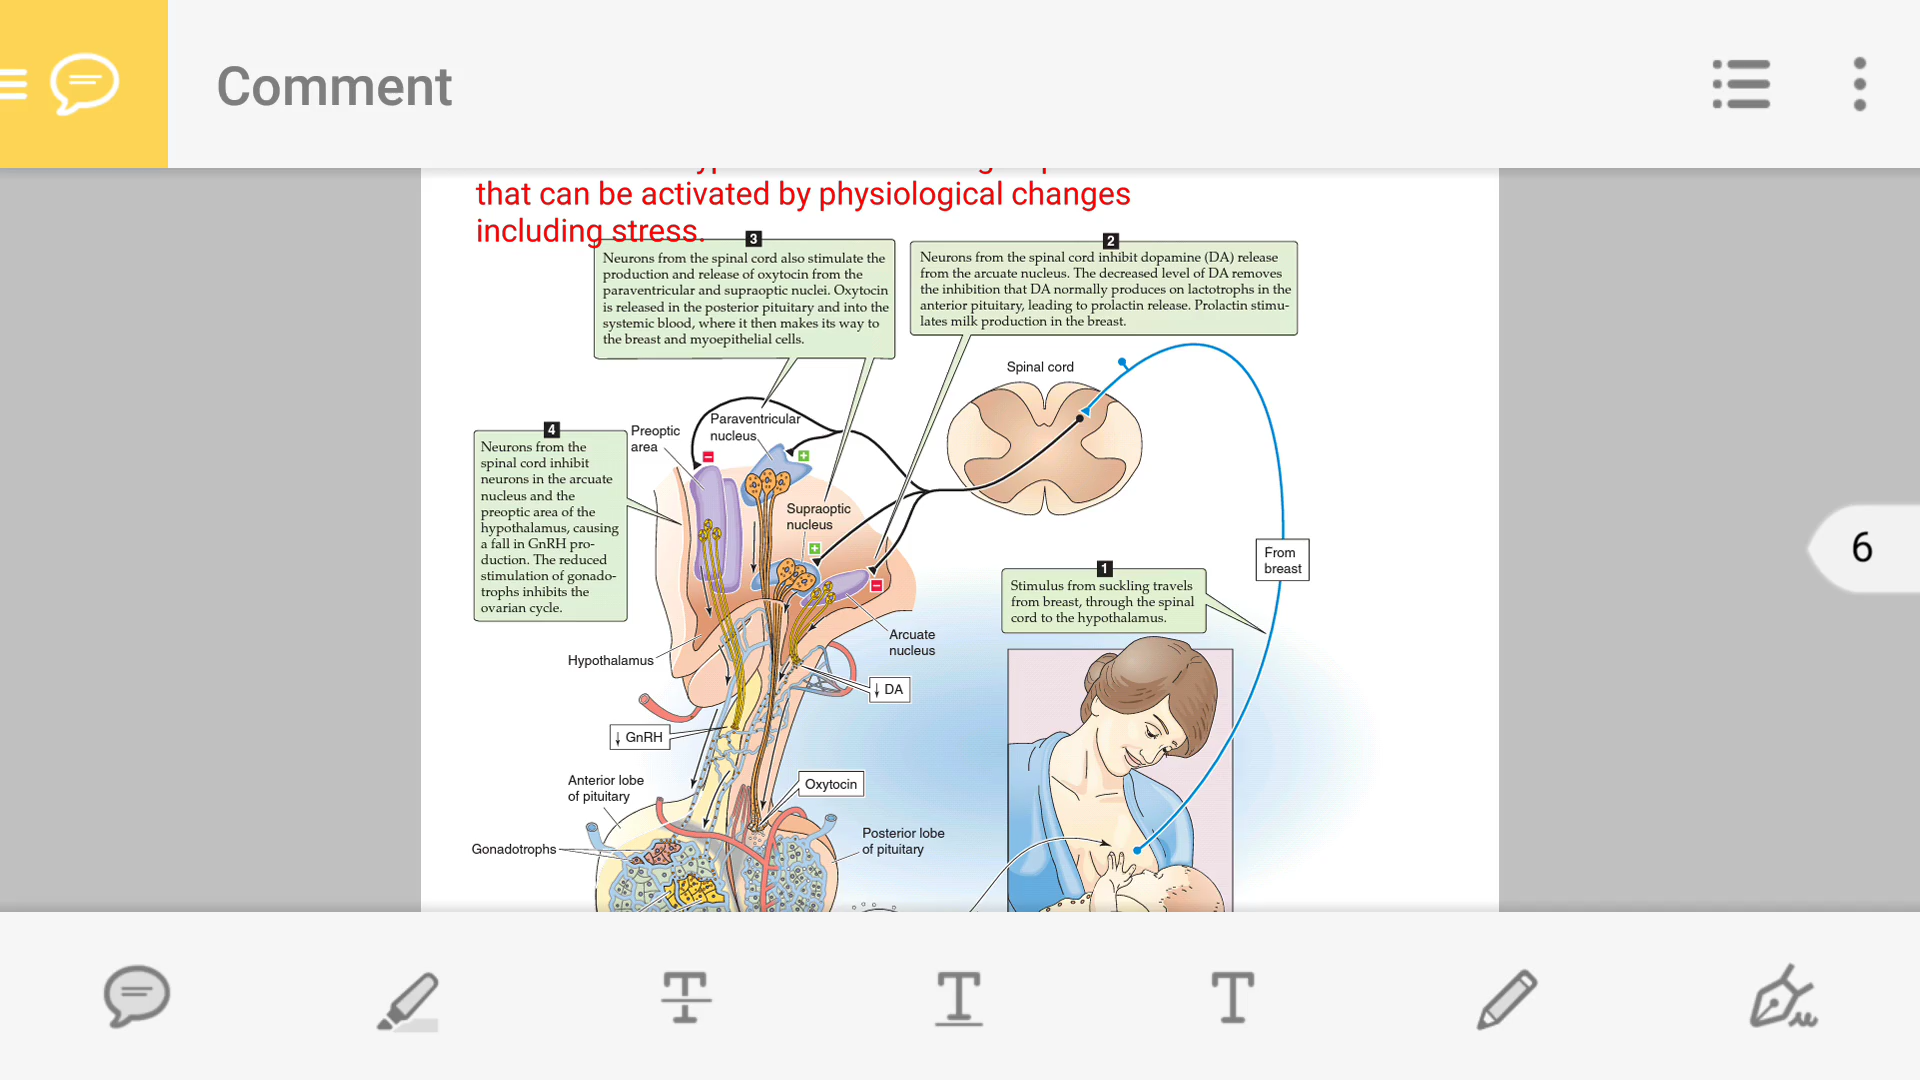 Comment
that can be activated by physiological changes
including stress.
3
Neurons from the spinal cord also stimulate the
production and release of oxytocin from the
paraventricular and supraoptic nuclei. Oxytocin
is released in the posterior pituitary and into the
systemic blood, where it then makes its way to
the breast and myoepithelial cells.
2
Neurons from the spinal cord inhibit dopamine (DA) release
from the arcuate nucleus. The decreased level of DA removes
the inhibition that DA normally produces on lactotrophs in the
anterior pituitary, leading to prolactin release. Prolactin stimu-
lates milk production in the breast.
Spinal cord
4
Neurons from the
spinal cord inhibit
neurons in the arcuate
nucleus and the
preoptic area of the
hypothalamus, causing
a fall in GnRH pro-
duction. The reduced
stimulation of gonado-
trophs inhibits the
ovarian cycle.
Preoptic
area
Paraventricular
nucleus
Supraoptic
nucleus
From
breast
6
1
Stimulus from suckling travels
from breast, through the spinal
cord to the hypothalamus.
Arcuate
nucleus
Hypothalamus
↓ DA
↓ GnRH
Anterior lobe
of pituitary
Oxytocin
Posterior lobe
of pituitary
Gonadotrophs